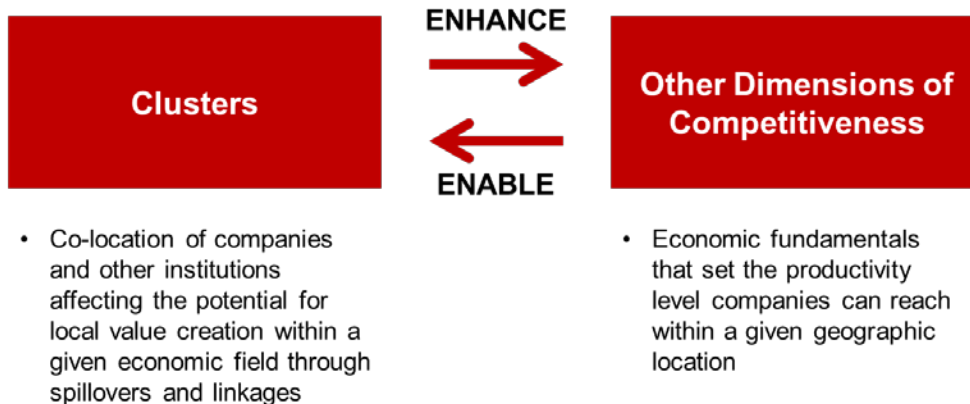 ENHANCE
Clusters
Other Dimensions of
Competitiveness
ENABLE
• Co-location of companies
and other institutions
affecting the potential for
local value creation within a
given economic field through
spillovers and linkages
• Economic fundamentals
that set the productivity
level companies can reach
within a given geographic
location